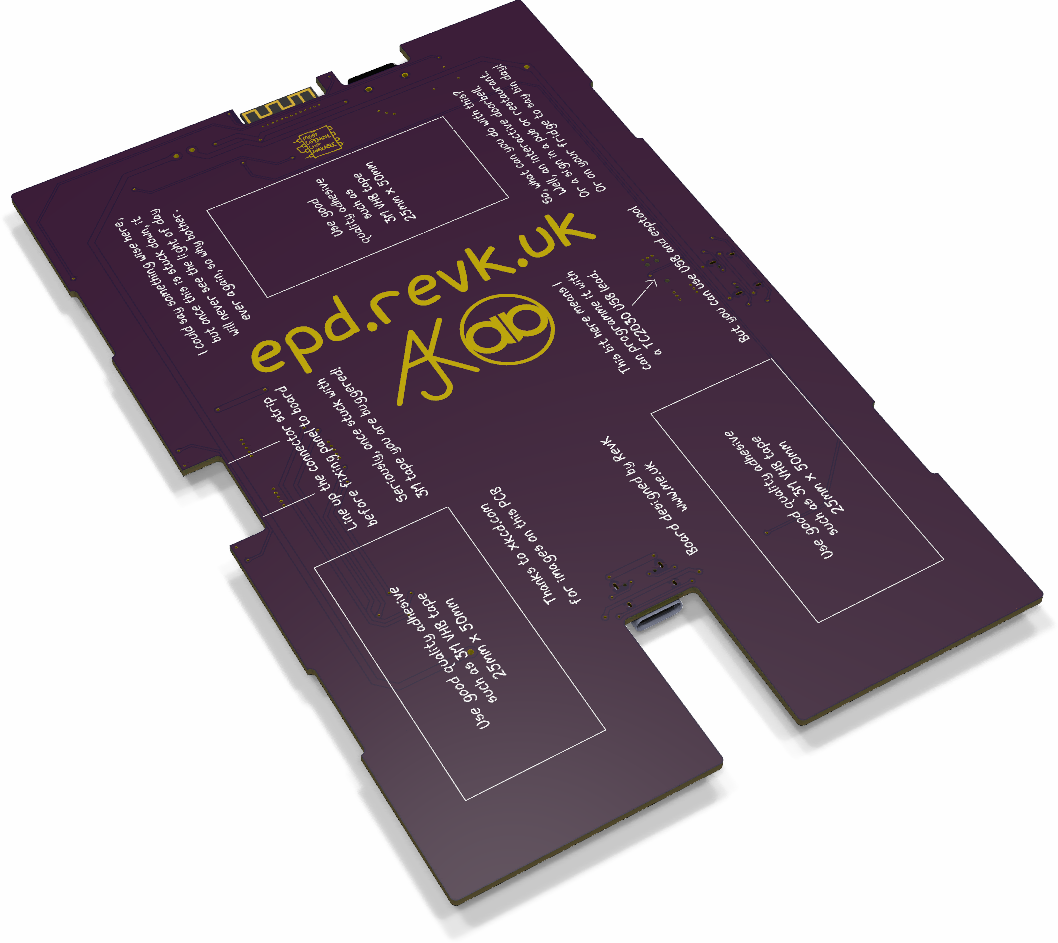 So, what can you do with this?
Well, an interactive doorbell.
Or a sign in a pub or restaurant.
Or on your fridge to say bin day!
Use good
quality adhesive
such as
3M VHB tape
25mm x 50mm
I could say something wise here,
but once this is stuck down, it
will never see the light of day
ever again, so why bother.
epd.revk.uk
AJK
But you can use USB and esptool
This bit here means I
can programme it with
a TC2030 USB lead.
Line up the connector strip
before fixing panel to board
Seriously, once stuck with
3M tape you are buggered!
Board designed by RevK
www.me.uk
Thanks to xkcd.com
for images on this PCB
Use good quality adhesive
such as 3M VHB tape
25mm x 50mm
Use good quality adhesive
such as 3M VHB tape
25mm x 50mm